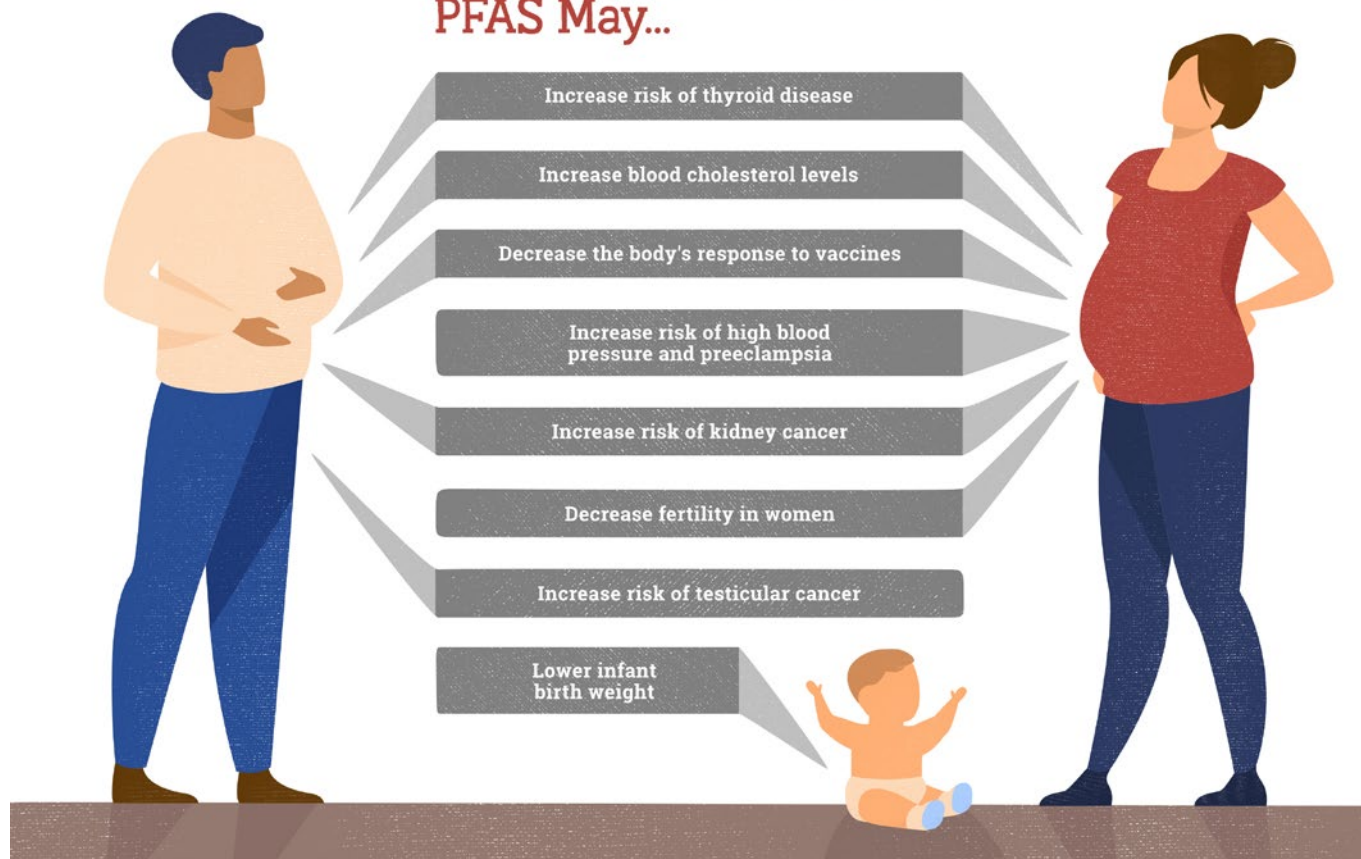 PFAS May...
Increase risk of thyroid disease
Increase blood cholesterol levels
Decrease the body's response to vaccines
Increase risk of high blood
pressure and preeclampsia
Increase risk of kidney cancer
Decrease fertility in women
Increase risk of testicular cancer
Lower infant
birth weight